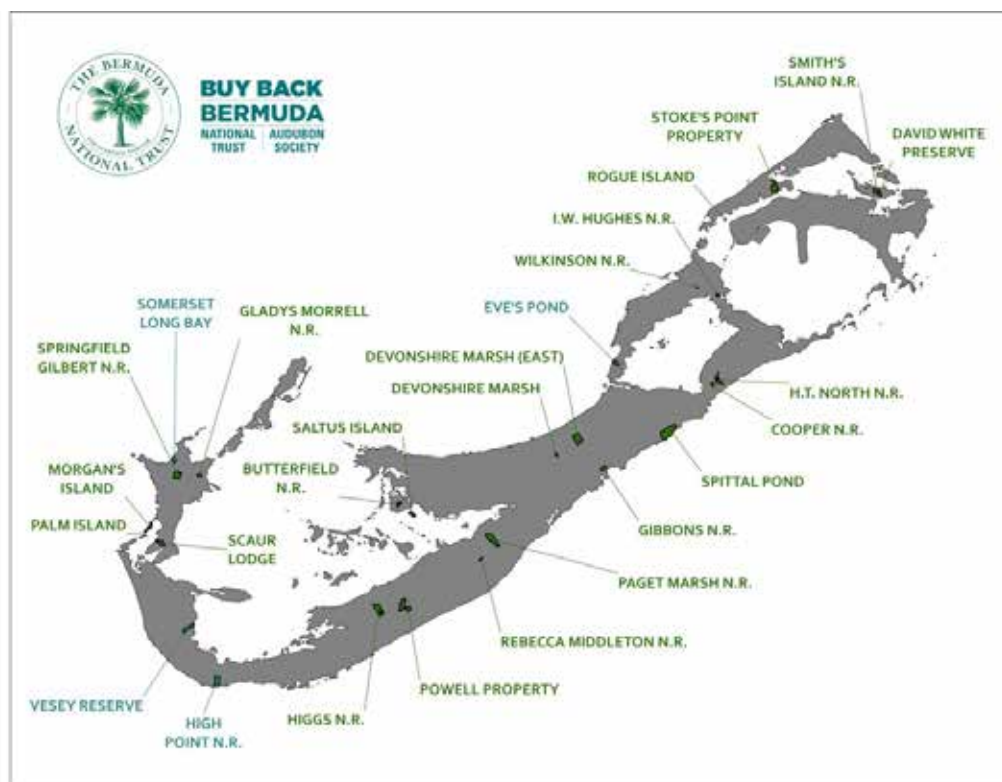 THE BERMUDA
NATIONAL TRUST
BUY BACK
BERMUDA
NATIONAL TRUST
AUDUBON SOCIETY
SMITH'S
ISLAND N.R.
STOKE'S POINT
PROPERTY
DAVID WHITE
PRESERVE
ROGUE ISLAND
I.W. HUGHES N.R.
WILKINSON N.R.
SOMERSET
LONG BAY
GLADYS MORRELL
N.R.
EVE'S POND
SPRINGFIELD
GILBERT N.R.
DEVONSHIRE MARSH (EAST)
DEVONSHIRE MARSH
H.T. NORTH N.R.
COOPER N.R.
SALTUS ISLAND
MORGAN'S
ISLAND
BUTTERFIELD
N.R.
SPITTAL POND
PALM ISLAND
SCAUR
LODGE
GIBBONS N.R.
PAGET MARSH N.R.
REBECCA MIDDLETON N.R.
POWELL PROPERTY
VESEY RESERVE
HIGH
POINT N.R.
HIGGS N.R.